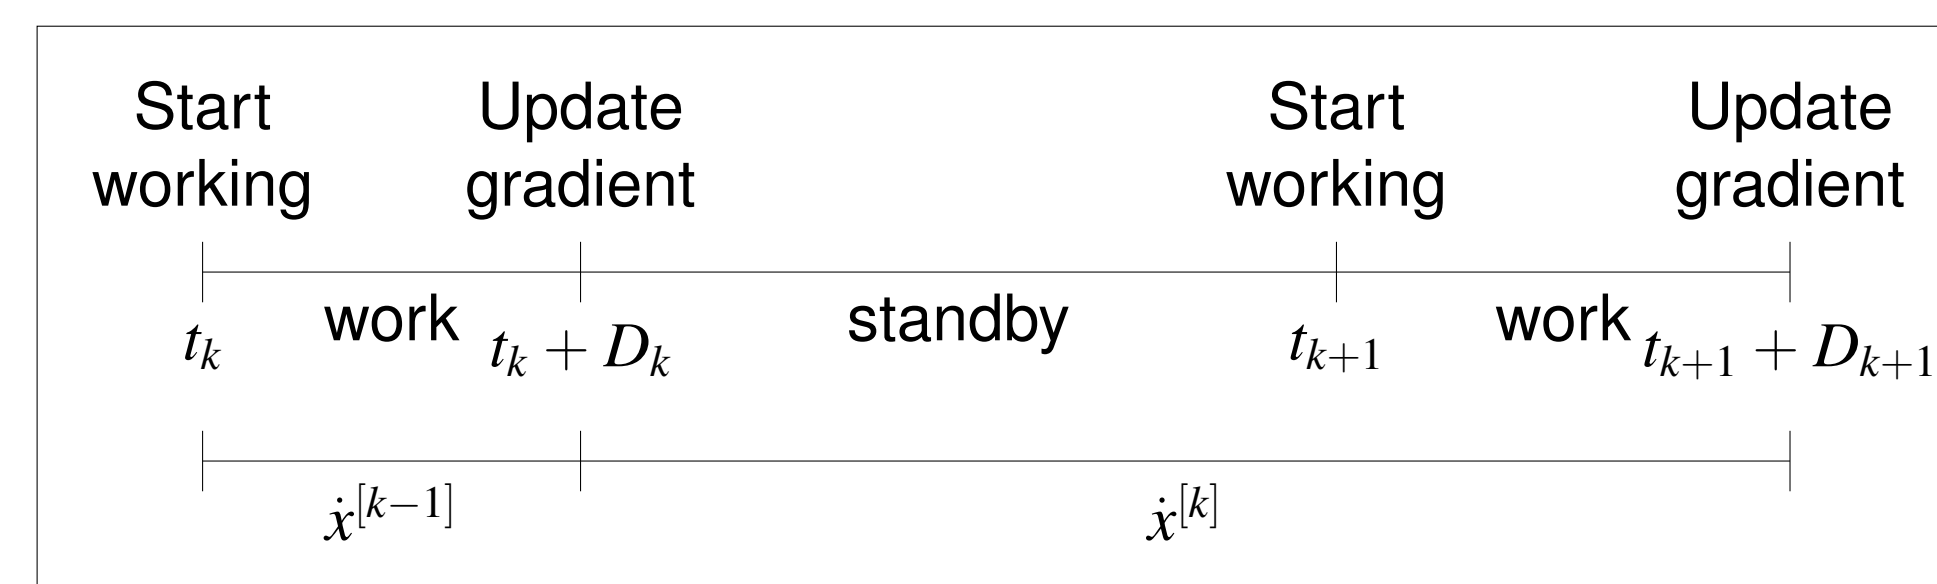 Start Update Start Update
working gradient working gradient
work standby work
t_k t_k + D_k t_{k+1} t_{k+1} + D_{k+1}
ẋ^{[k−1]} ẋ^{[k]}